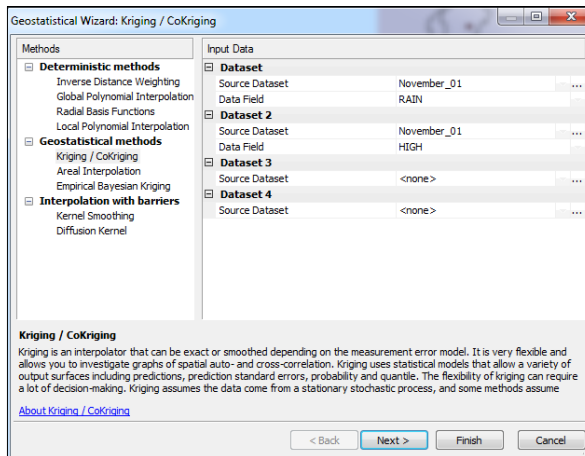 Geostatistical Wizard: Kriging / CoKriging
Methods
Deterministic methods
Inverse Distance Weighting
Global Polynomial Interpolation
Radial Basis Functions
Local Polynomial Interpolation
Geostatistical methods
Kriging / CoKriging
Areal Interpolation
Empirical Bayesian Kriging
Interpolation with barriers
Kernel Smoothing
Diffusion Kernel
Input Data
Dataset
Source Dataset November_01 ...
Data Field RAIN
Dataset 2
Source Dataset November_01 ...
Data Field HIGH
Dataset 3
Source Dataset <none> ...
Dataset 4
Source Dataset <none> ...
Kriging / CoKriging
Kriging is an interpolator that can be exact or smoothed depending on the measurement error model. It is very flexible and
allows you to investigate graphs of spatial auto- and cross-correlation. Kriging uses statistical models that allow a variety of
output surfaces including predictions, prediction standard errors, probability and quantile. The flexibility of kriging can require
a lot of decision-making. Kriging assumes the data come from a stationary stochastic process, and some methods assume
About Kriging / CoKriging
< Back Next > Finish Cancel